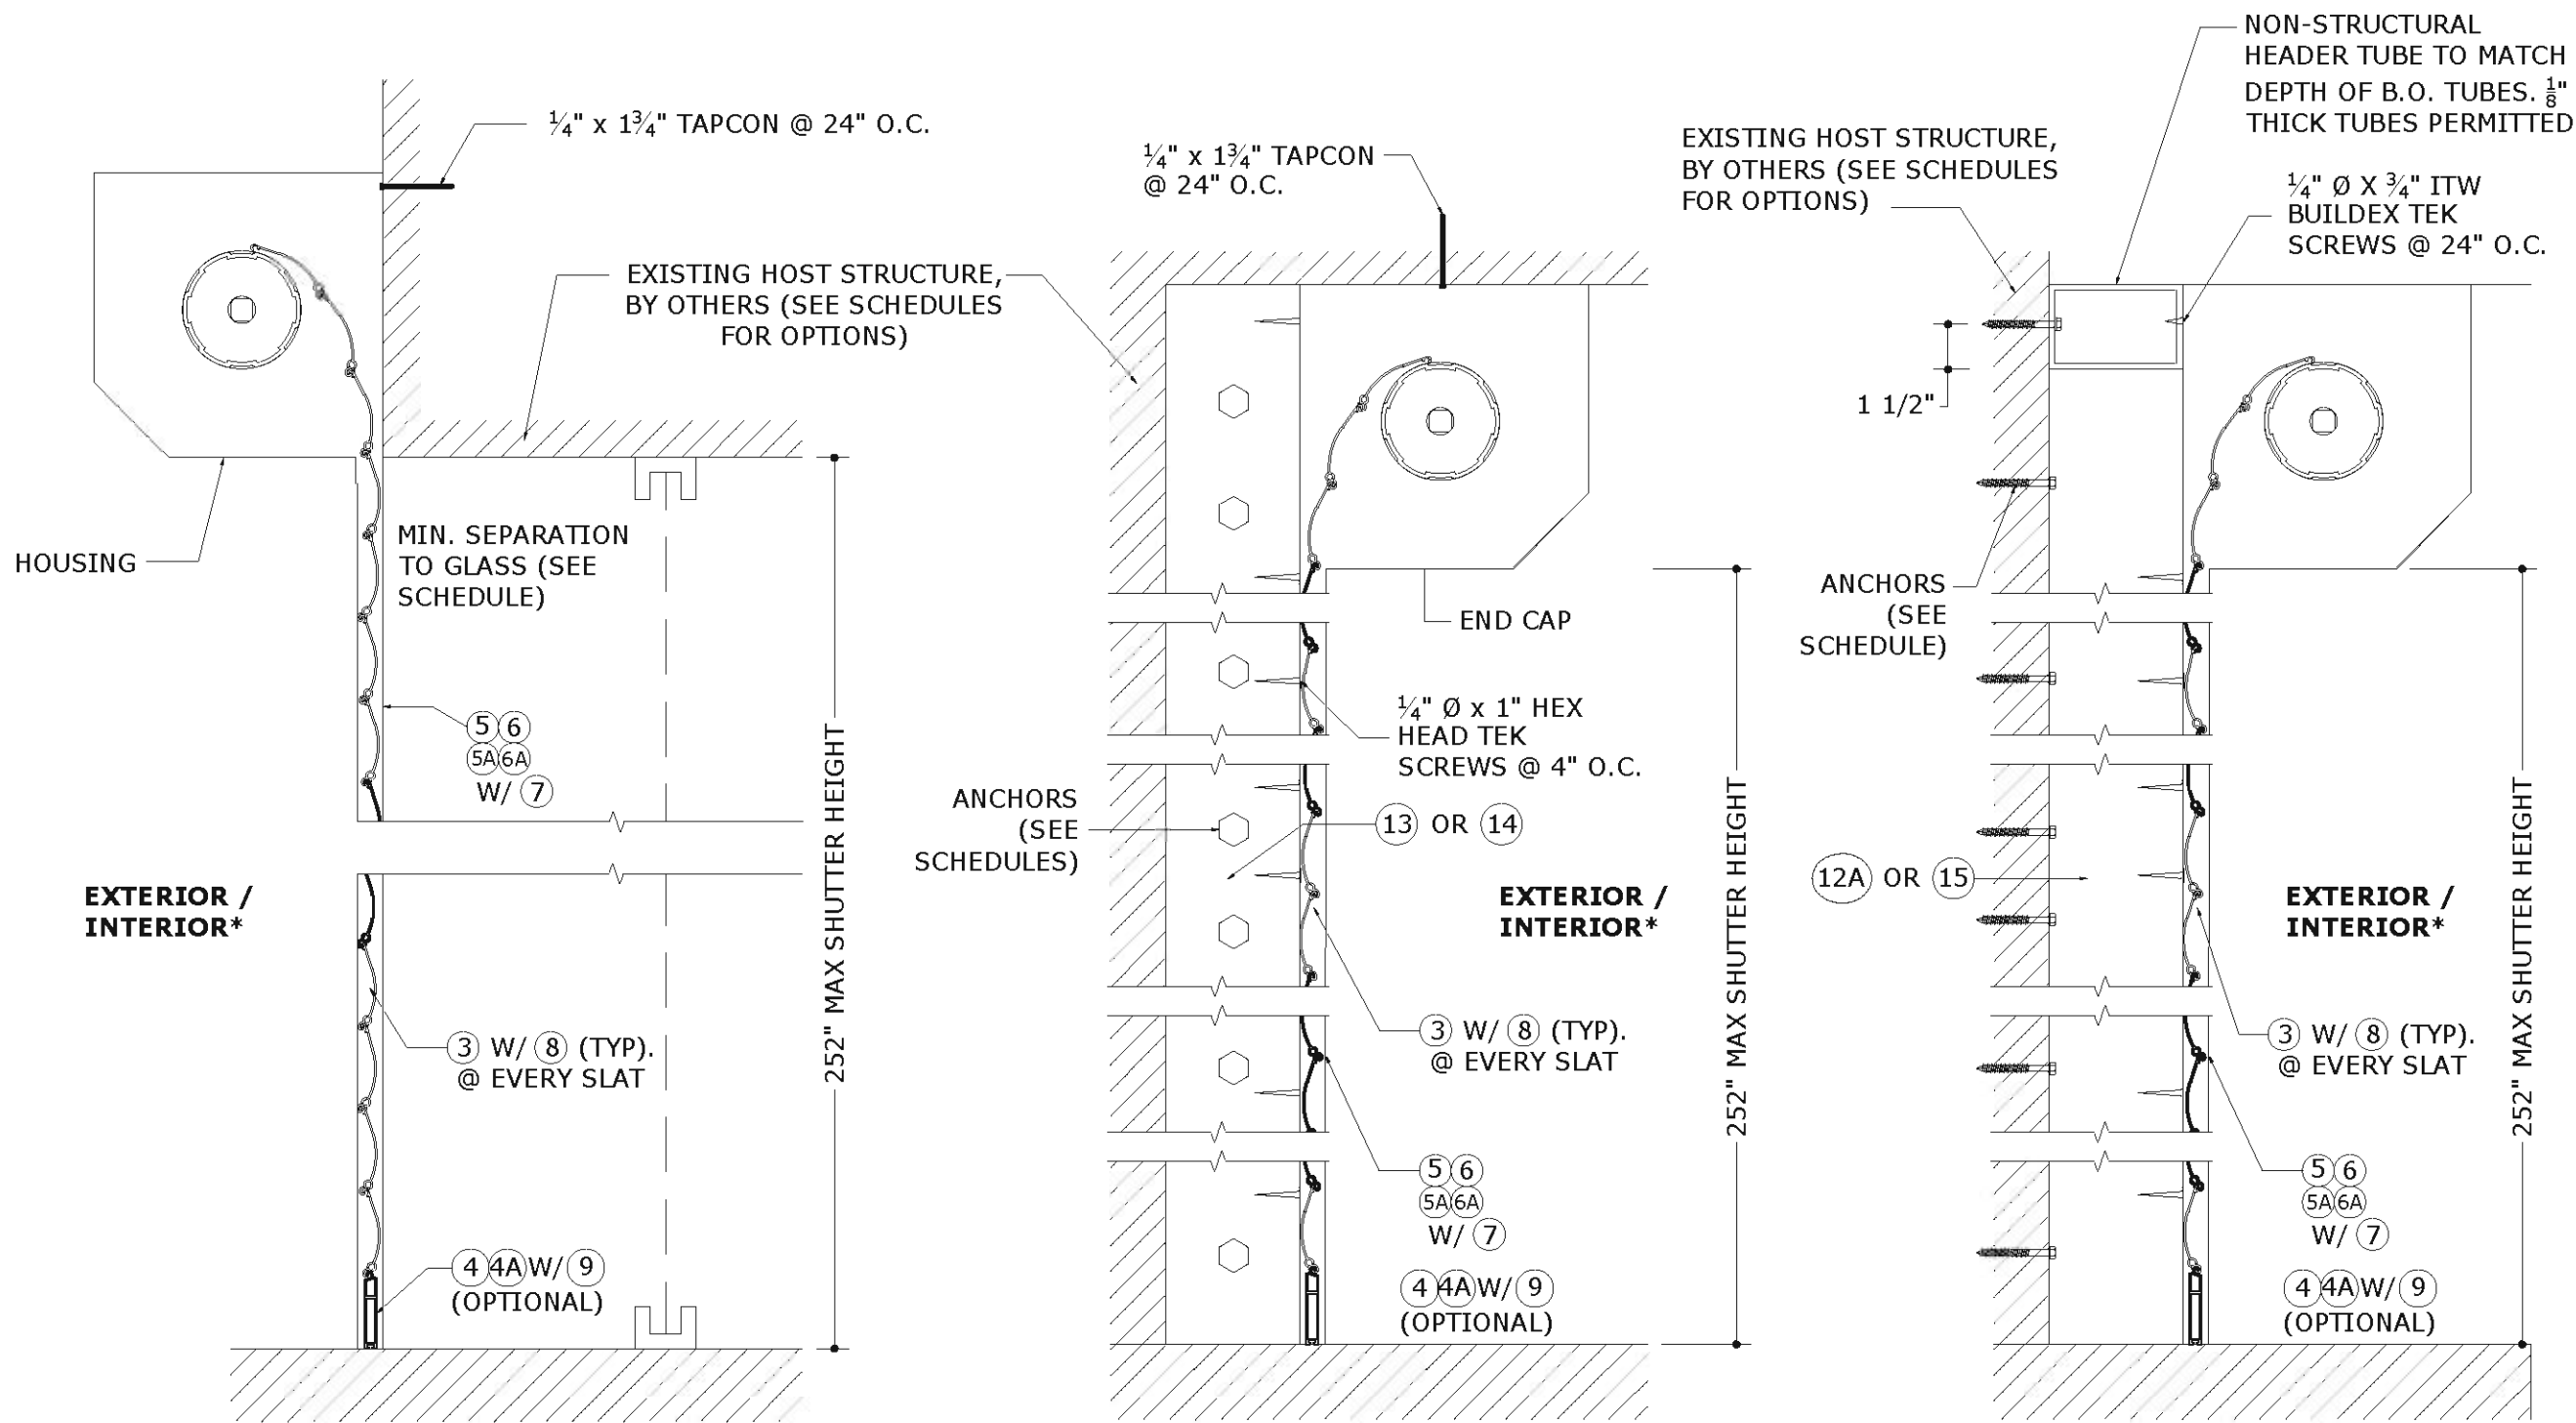 ¼" x 1¾" TAPCON @ 24" O.C.
EXISTING HOST STRUCTURE,
BY OTHERS (SEE SCHEDULES
FOR OPTIONS)
HOUSING
MIN. SEPARATION
TO GLASS (SEE
SCHEDULE)
5 6
5A 6A
W/ 7
252" MAX SHUTTER HEIGHT
EXTERIOR /
INTERIOR*
3 W/ 8 (TYP).
@ EVERY SLAT
4 4A W/ 9
(OPTIONAL)
¼" x 1¾" TAPCON
@ 24" O.C.
END CAP
¼" Ø x 1" HEX
HEAD TEK
SCREWS @ 4" O.C.
ANCHORS
(SEE
SCHEDULES)
13 OR 14
EXTERIOR /
INTERIOR*
252" MAX SHUTTER HEIGHT
3 W/ 8 (TYP).
@ EVERY SLAT
5 6
5A 6A
W/ 7
4 4A W/ 9
(OPTIONAL)
NON-STRUCTURAL
HEADER TUBE TO MATCH
DEPTH OF B.O. TUBES. ⅛"
THICK TUBES PERMITTED
EXISTING HOST STRUCTURE,
BY OTHERS (SEE SCHEDULES
FOR OPTIONS)
¼" Ø X ¾" ITW
BUILDEX TEK
SCREWS @ 24" O.C.
1 1/2"
ANCHORS
(SEE
SCHEDULE)
12A OR 15
EXTERIOR /
INTERIOR*
252" MAX SHUTTER HEIGHT
3 W/ 8 (TYP).
@ EVERY SLAT
5 6
5A 6A
W/ 7
4 4A W/ 9
(OPTIONAL)